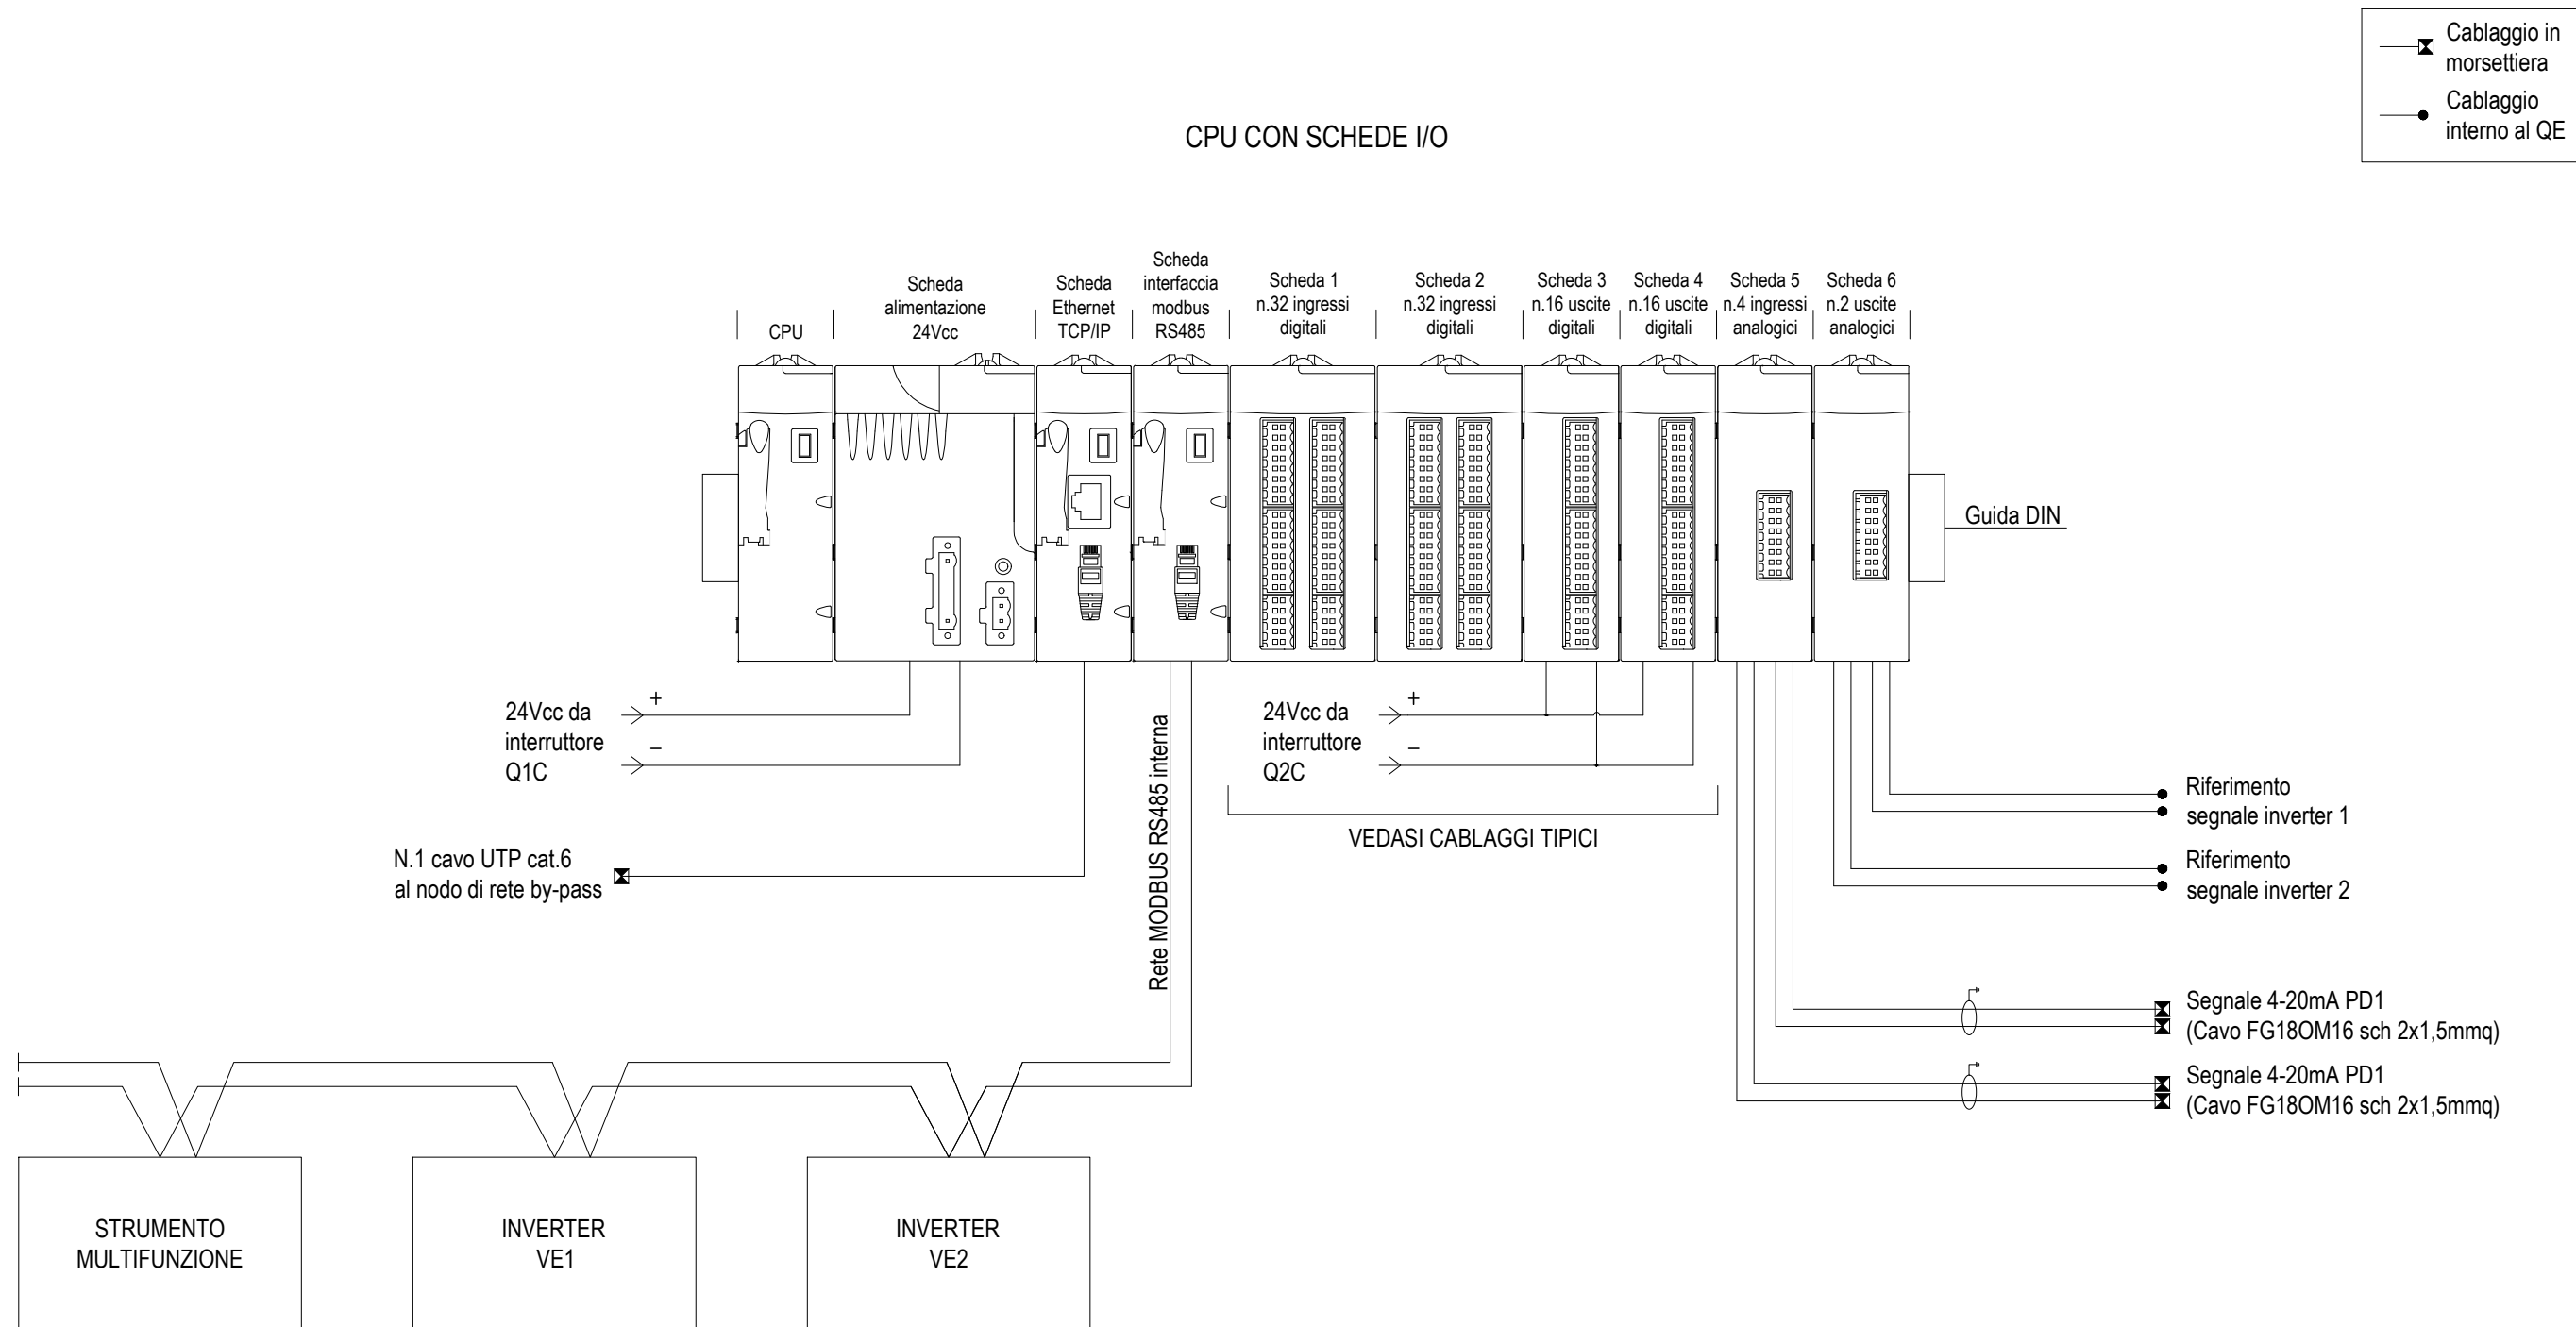 Cablaggio in
morsettiera
Cablaggio
interno al QE
CPU CON SCHEDE I/O
CPU
Scheda
alimentazione
24Vcc
Scheda
Ethernet
TCP/IP
Scheda
interfaccia
modbus
RS485
Scheda 1
n.32 ingressi
digitali
Scheda 2
n.32 ingressi
digitali
Scheda 3
n.16 uscite
digitali
Scheda 4
n.16 uscite
digitali
Scheda 5
n.4 ingressi
analogici
Scheda 6
n.2 uscite
analogici
Guida DIN
24Vcc da
interruttore
Q1C
+
–
24Vcc da
interruttore
Q2C
+
–
VEDASI CABLAGGI TIPICI
Rete MODBUS RS485 interna
N.1 cavo UTP cat.6
al nodo di rete by-pass
Riferimento
segnale inverter 1
Riferimento
segnale inverter 2
Segnale 4-20mA PD1
(Cavo FG18OM16 sch 2x1,5mmq)
Segnale 4-20mA PD1
(Cavo FG18OM16 sch 2x1,5mmq)
STRUMENTO
MULTIFUNZIONE
INVERTER
VE1
INVERTER
VE2